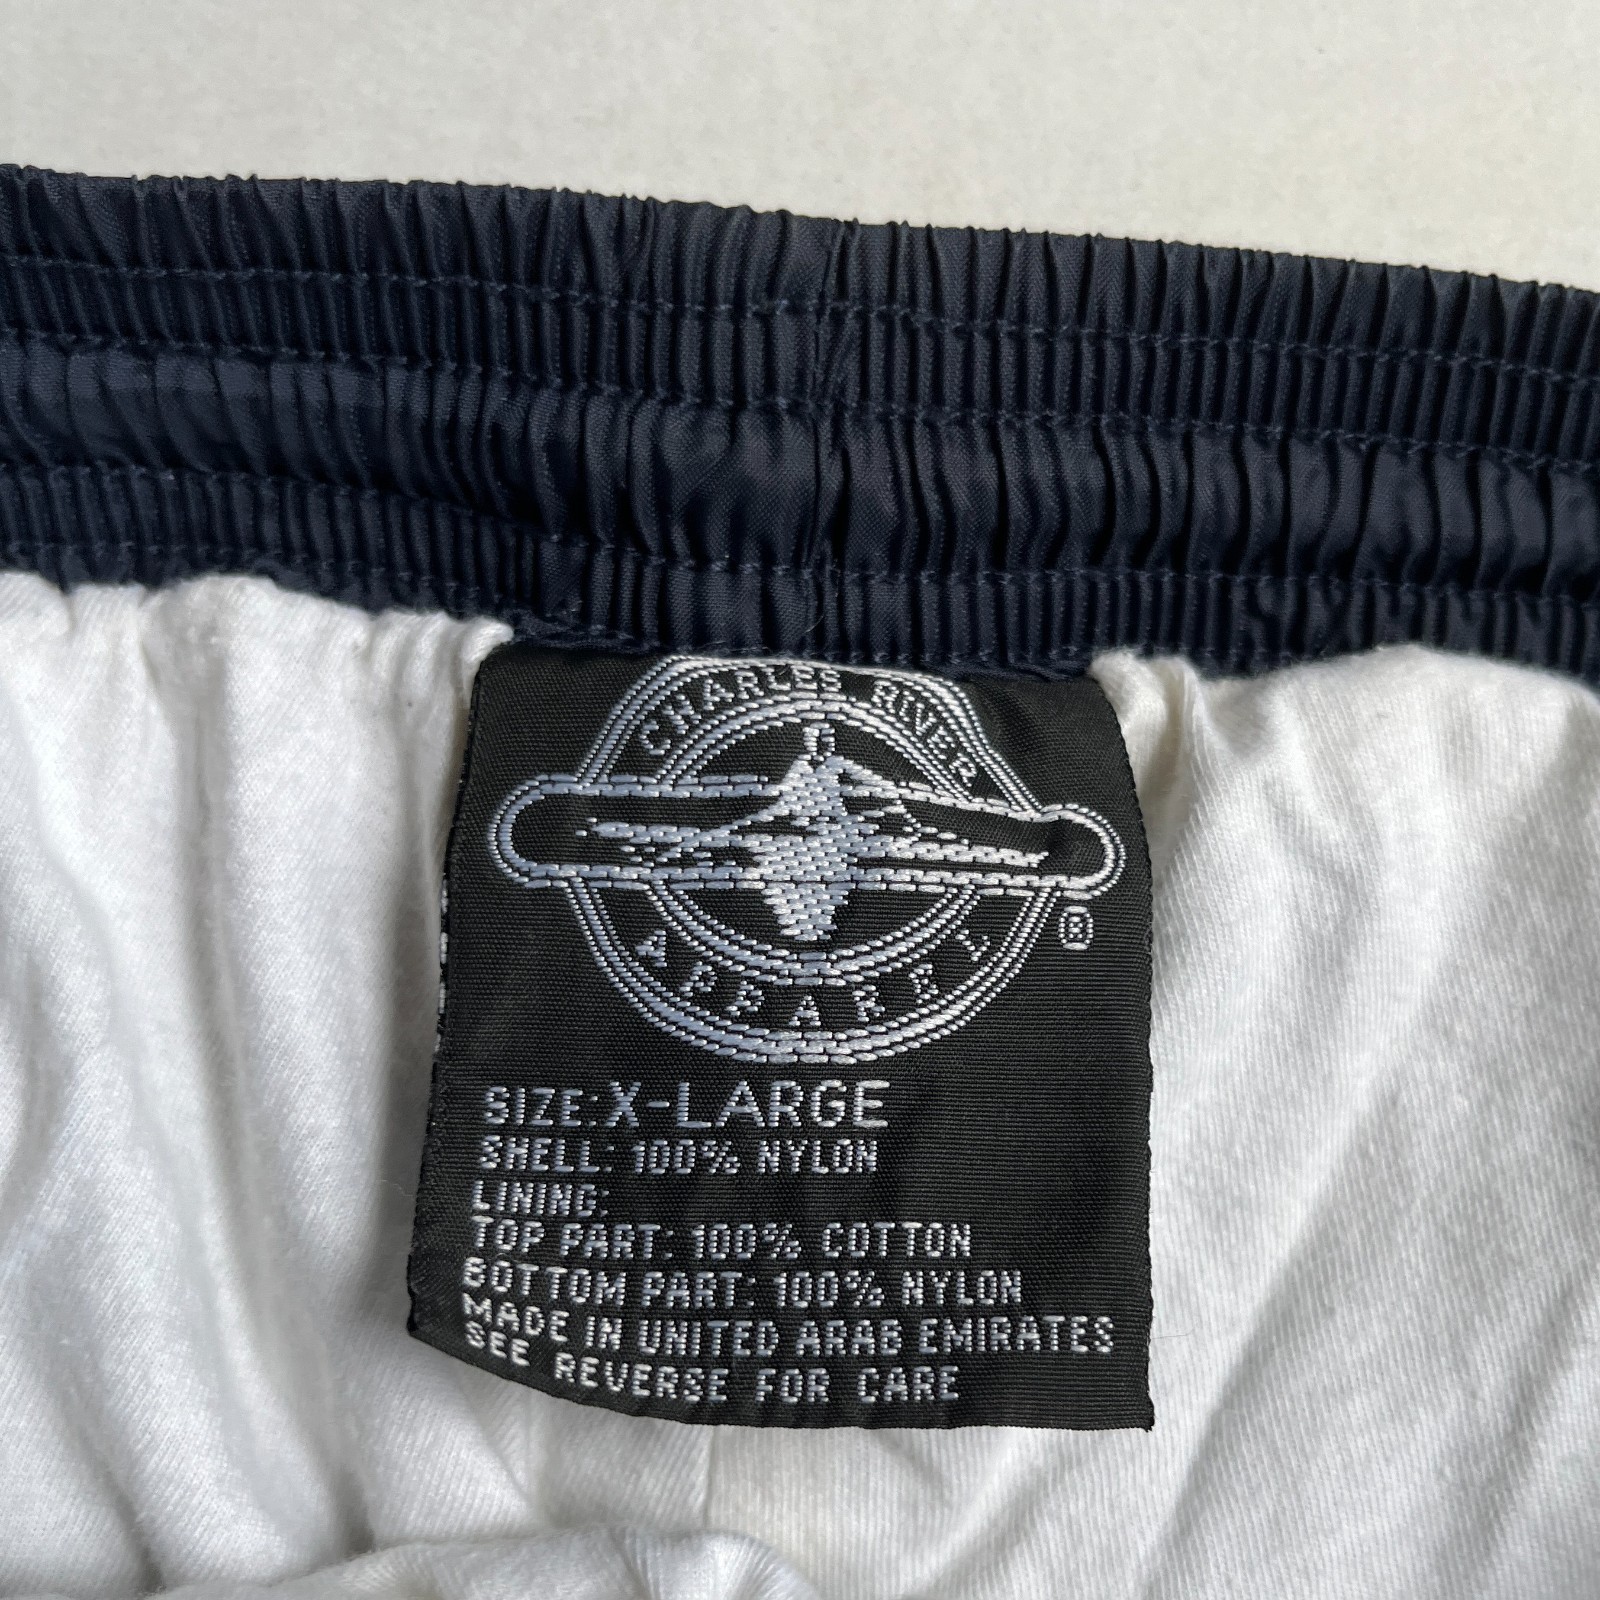 CHARLES RIVER
APPAREL
®
SIZE: X-LARGE
SHELL: 100% NYLON
LINING:
TOP PART: 100% COTTON
BOTTOM PART: 100% NYLON
MADE IN UNITED ARAB EMIRATES
SEE REVERSE FOR CARE